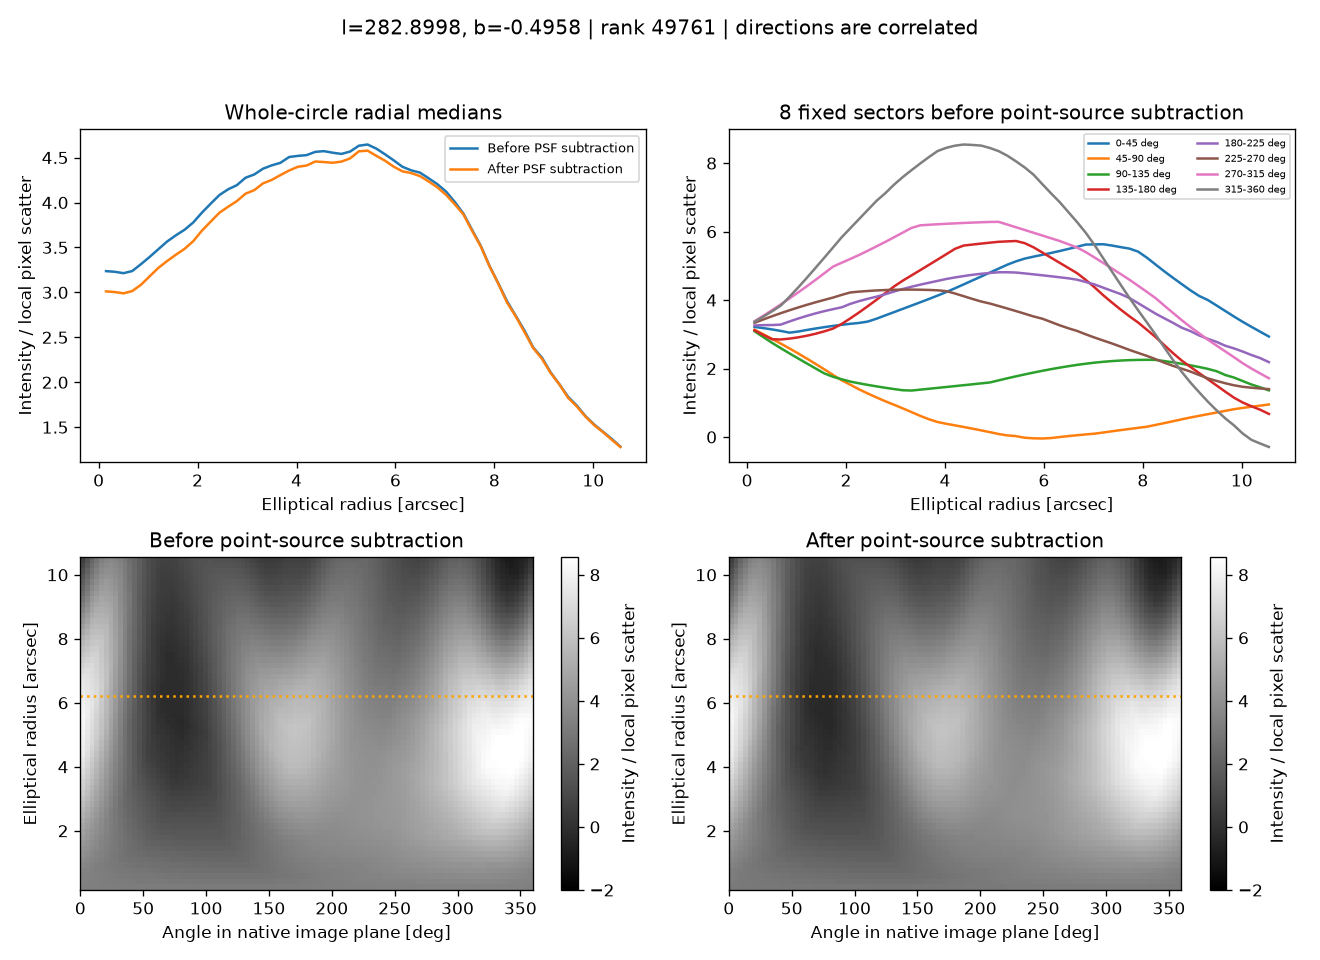 l=282.8998, b=-0.4958 | rank 49761 | directions are correlated
Whole-circle radial medians
Intensity / local pixel scatter
4.5
4.0
3.5
3.0
2.5
2.0
1.5
Before PSF subtraction
After PSF subtraction
0 2 4 6 8 10
Elliptical radius [arcsec]
8 fixed sectors before point-source subtraction
Intensity / local pixel scatter
8
6
4
2
0
0-45 deg
45-90 deg
90-135 deg
135-180 deg
180-225 deg
225-270 deg
270-315 deg
315-360 deg
0 2 4 6 8 10
Elliptical radius [arcsec]
Before point-source subtraction
Elliptical radius [arcsec]
10
8
6
4
2
0 50 100 150 200 250 300 350
Angle in native image plane [deg]
8
6
4
2
0
−2
Intensity / local pixel scatter
After point-source subtraction
Elliptical radius [arcsec]
10
8
6
4
2
0 50 100 150 200 250 300 350
Angle in native image plane [deg]
8
6
4
2
0
−2
Intensity / local pixel scatter